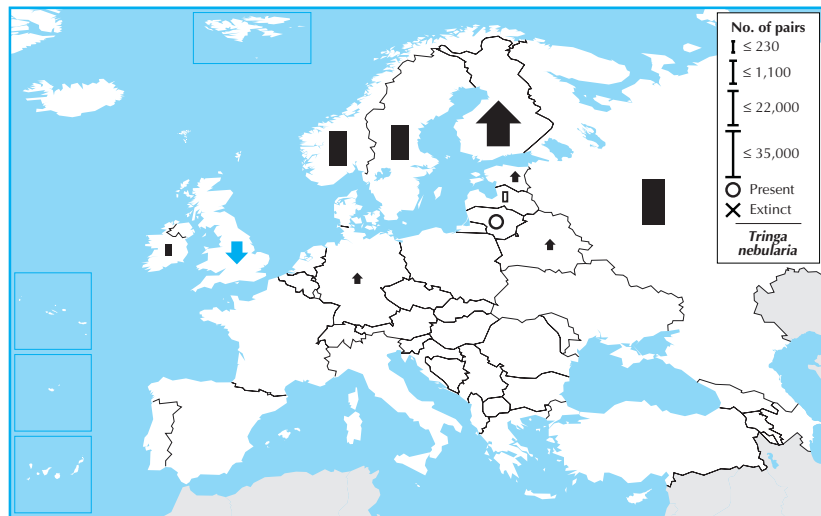 No. of pairs
≤ 230
≤ 1,100
≤ 22,000
≤ 35,000
Present
Extinct
Tringa
nebularia